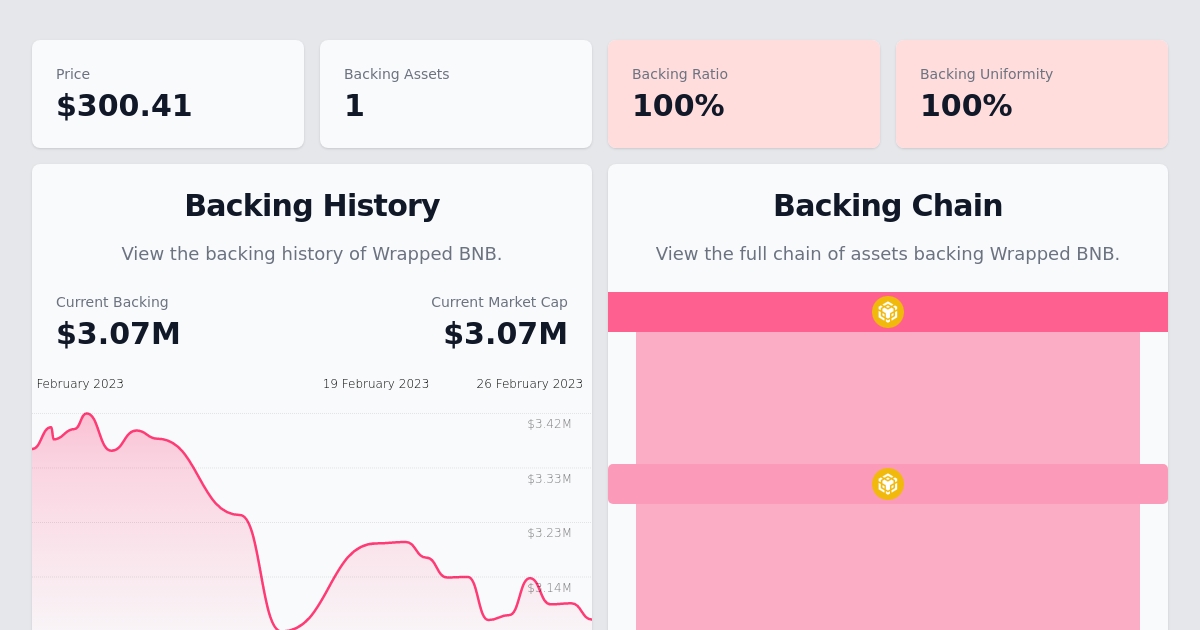 Price
$300.41
Backing Assets
1
Backing Ratio
100%
Backing Uniformity
100%
Backing History
View the backing history of Wrapped BNB.
Current Backing
$3.07M
Current Market Cap
$3.07M
February 2023
19 February 2023
26 February 2023
$3.42M
$3.33M
$3.23M
$3.14M
Backing Chain
View the full chain of assets backing Wrapped BNB.